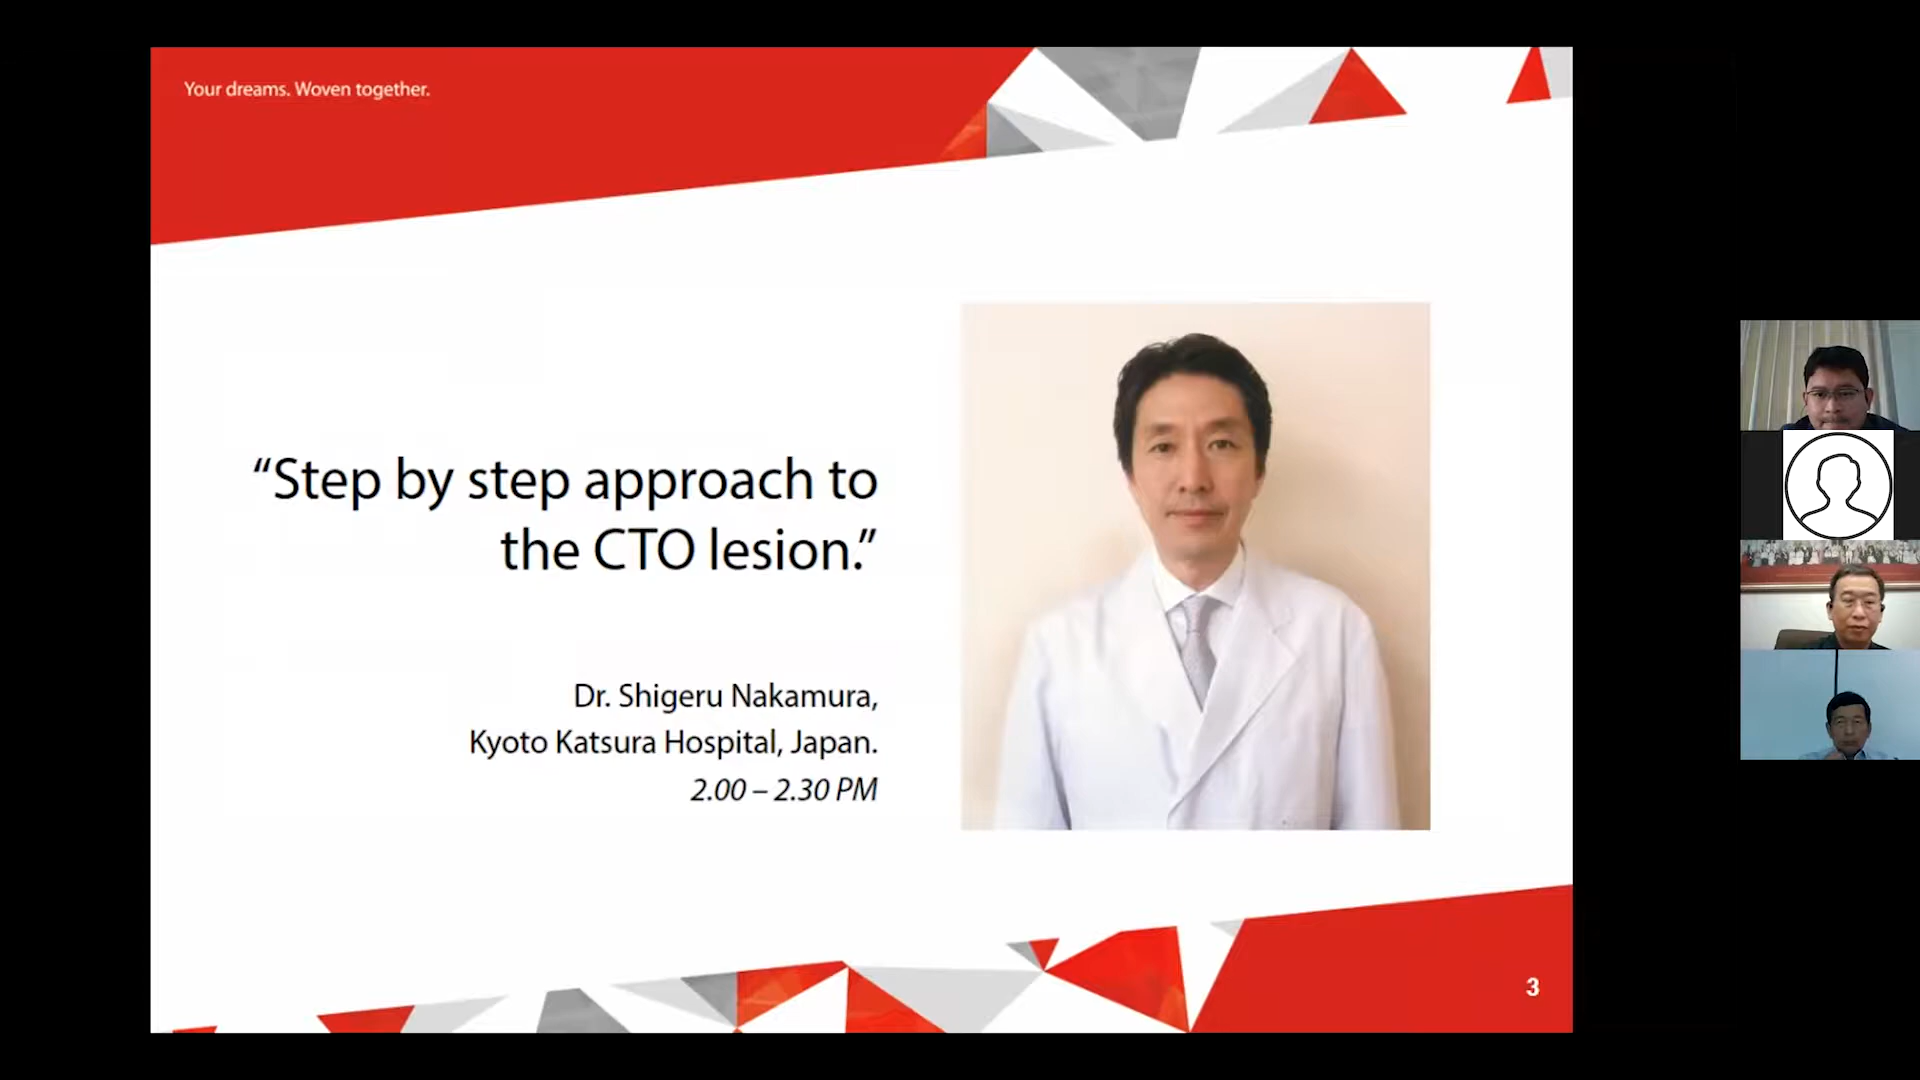 Your dreams. Woven together.
“Step by step approach to
the CTO lesion.”
Dr. Shigeru Nakamura,
Kyoto Katsura Hospital, Japan.
2.00 – 2.30 PM
3